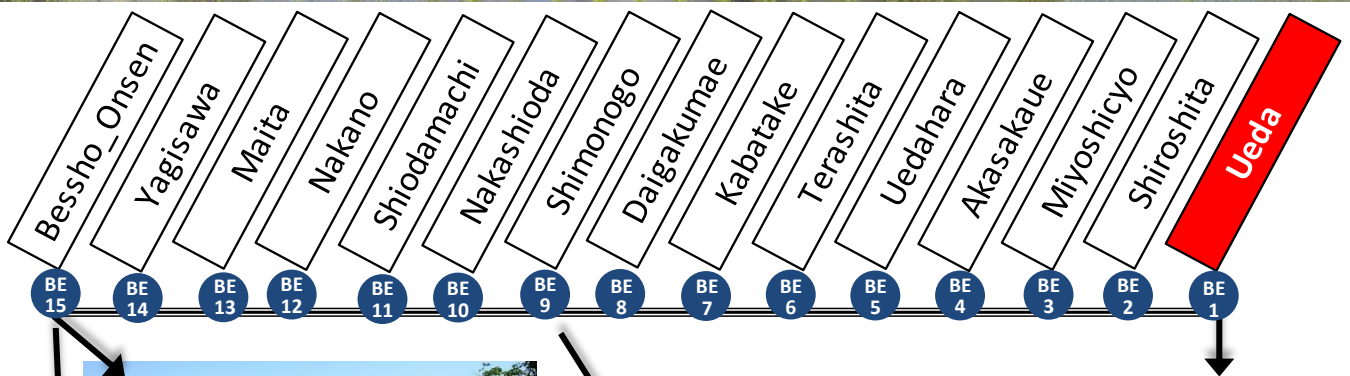 Bessho_Onsen
Yagisawa
Maita
Nakano
Shiodamachi
Nakashioda
Shimonogo
Daigakumae
Kabatake
Terashita
Uedahara
Akasakaue
Miyoshicyo
Shiroshita
Ueda
BE
15
BE
14
BE
13
BE
12
BE
11
BE
10
BE
9
BE
8
BE
7
BE
6
BE
5
BE
4
BE
3
BE
2
BE
1